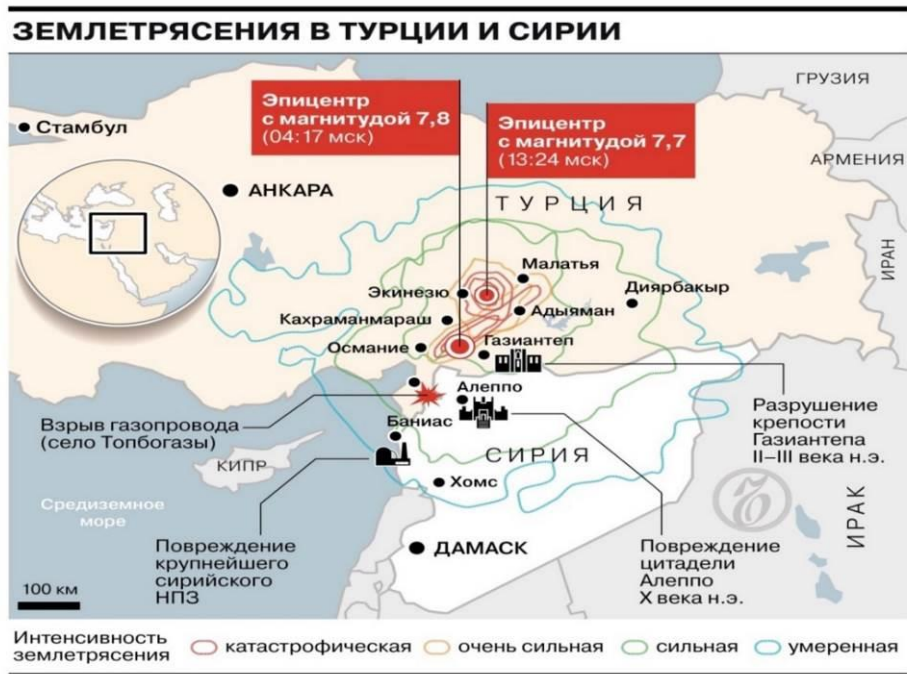 ЗЕМЛЕТРЯСЕНИЯ В ТУРЦИИ И СИРИИ
ГРУЗИЯ
Эпицентр
с магнитудой 7,8
(04:17 мск)
Эпицентр
с магнитудой 7,7
(13:24 мск)
Стамбул
АРМЕНИЯ
АНКАРА
ТУРЦИЯ
ИРАН
Малатья
Экинезю
Диярбакыр
Адыяман
Кахраманмараш
Османие
Газиантеп
Алеппо
Взрыв газопровода
(село Топбогазы)
Баниас
Разрушение
крепости
Газиантепа
II–III века н.э.
СИРИЯ
КИПР
Хомс
ИРАК
Средиземное
море
Повреждение
крупнейшего
сирийского
НПЗ
ДАМАСК
Повреждение
цитадели
Алеппо
X века н.э.
100 км
Интенсивность
землетрясения
катастрофическая
очень сильная
сильная
умеренная